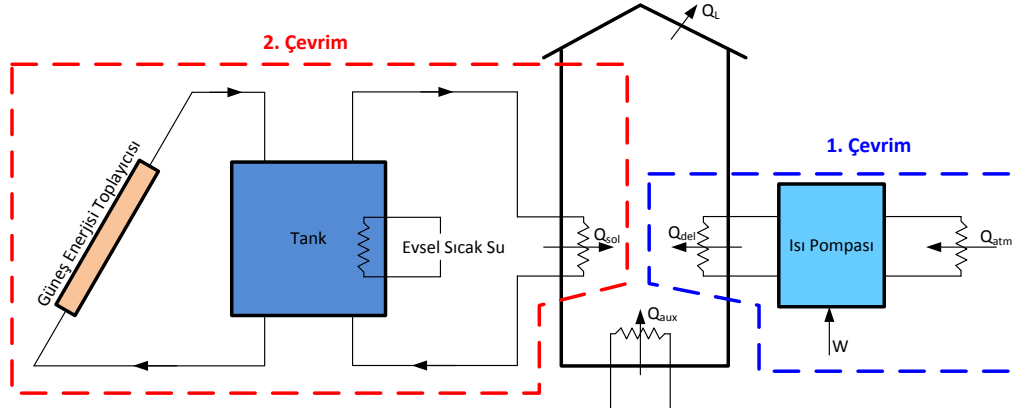 Q_L
2. Çevrim
1. Çevrim
Güneş Enerjisi Toplayıcısı
Tank
Evsel Sıcak Su
Q_sol
Q_del
Isı Pompası
Q_atm
Q_aux
W